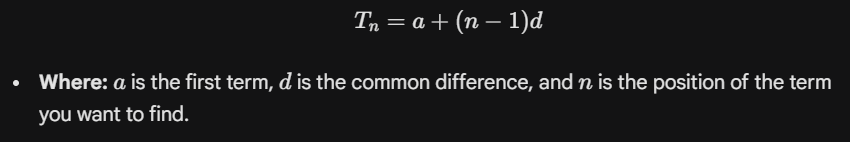 Tₙ = a + (n − 1)d
• Where: a is the first term, d is the common difference, and n is the position of the term
you want to find.